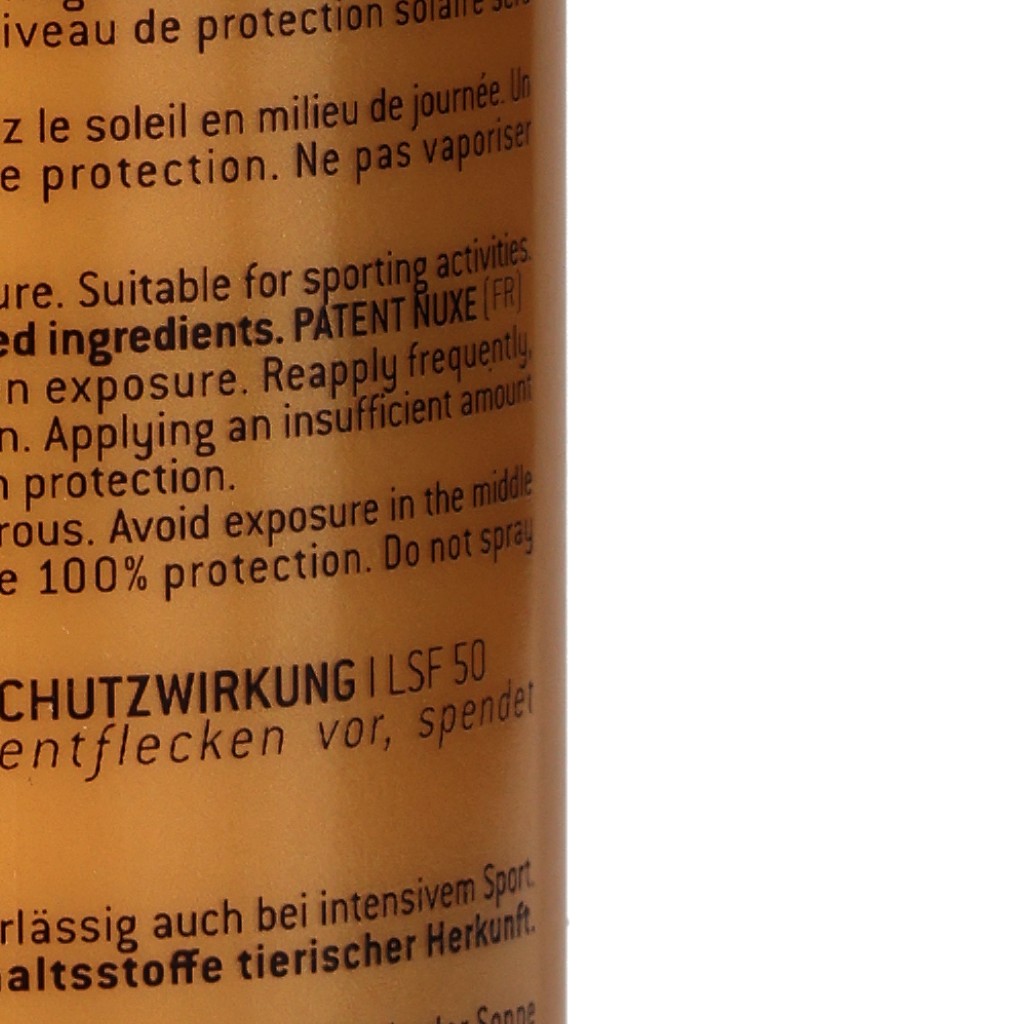 iveau de protection solaire
z le soleil en milieu de journée. Un
e protection. Ne pas vaporiser
ure. Suitable for sporting activities.
ed ingredients. PATENT NUXE (FR)
n exposure. Reapply frequently,
n. Applying an insufficient amount
n protection.
rous. Avoid exposure in the middle
e 100% protection. Do not spray
CHUTZWIRKUNG | LSF 50
entflecken vor, spendet
rlässig auch bei intensivem Sport.
haltsstoffe tierischer Herkunft.
der Sonne